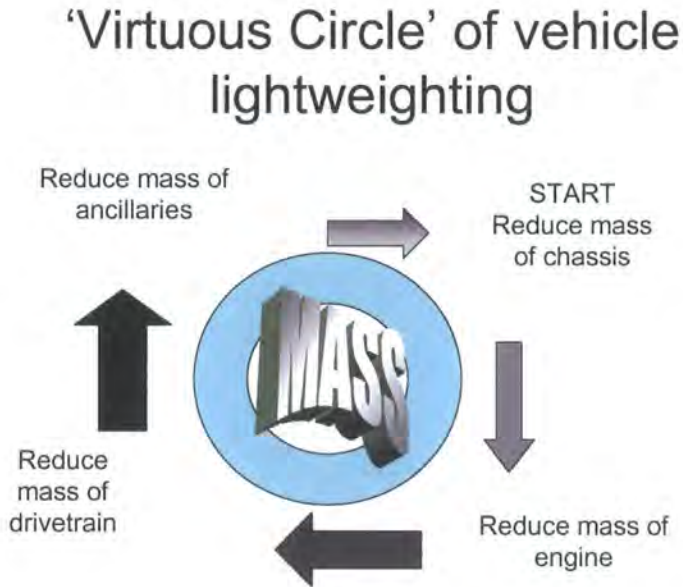 'Virtuous Circle' of vehicle
lightweighting
Reduce mass of
ancillaries
START
Reduce mass
of chassis
MASS
Reduce
mass of
drivetrain
Reduce mass of
engine